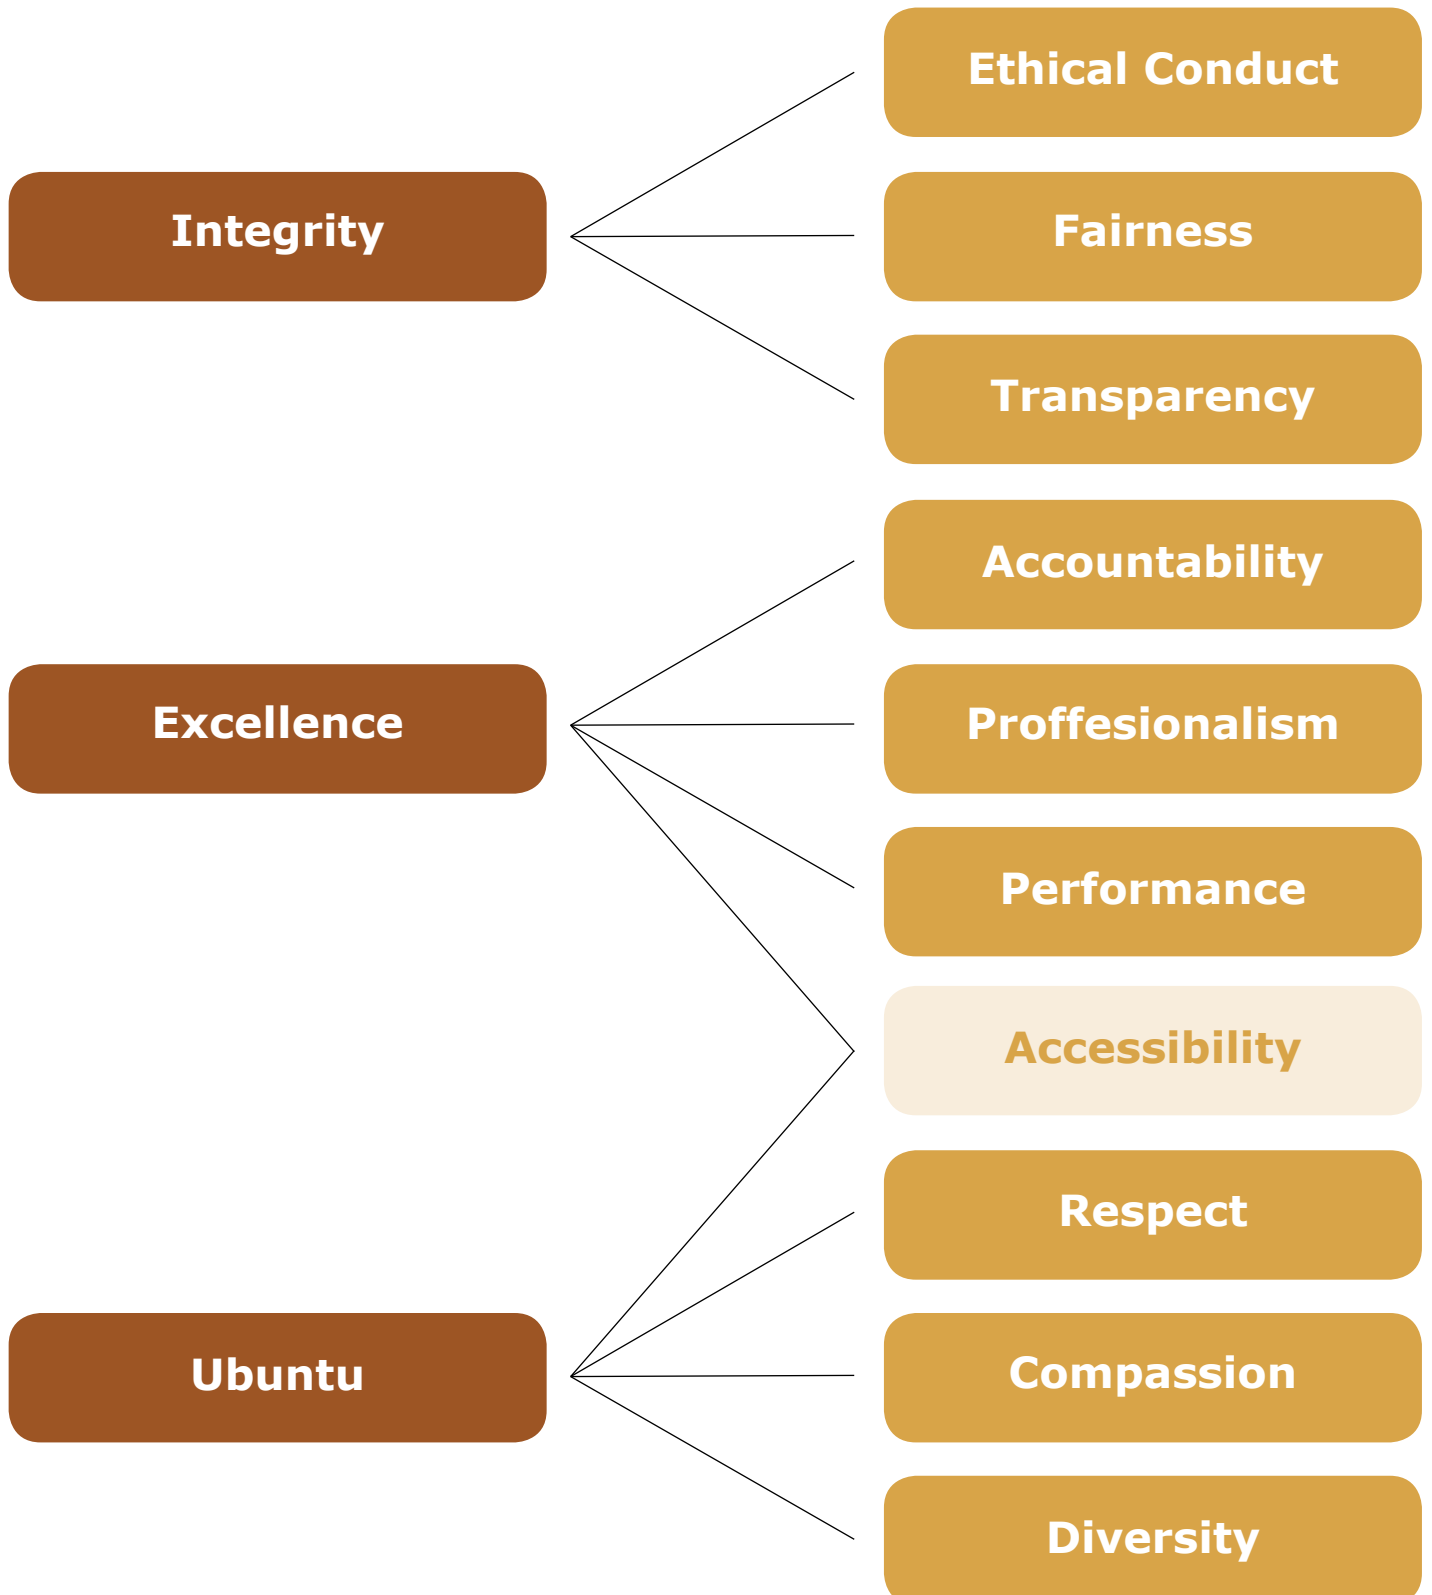 Integrity
Ethical Conduct
Fairness
Transparency
Excellence
Accountability
Proffesionalism
Performance
Accessibility
Ubuntu
Respect
Compassion
Diversity